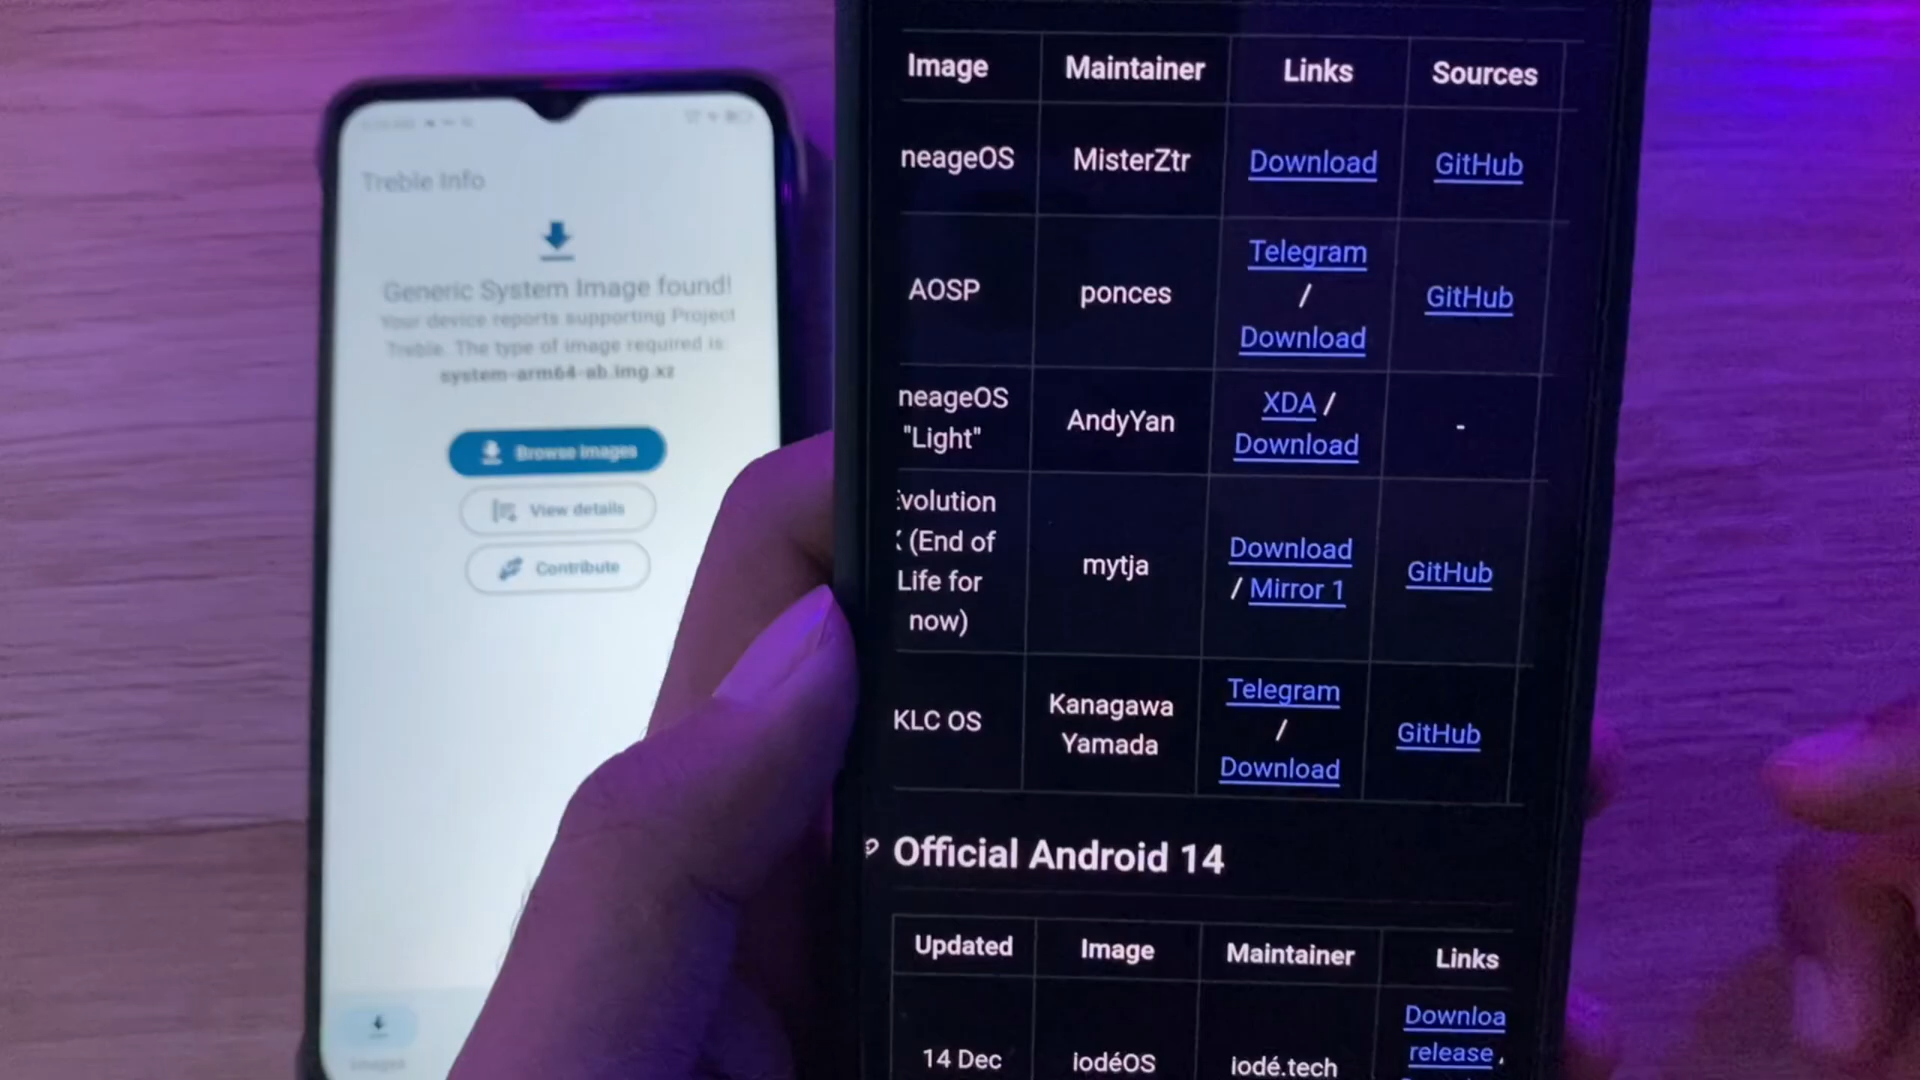 Treble Info
Generic System Image found!
Your device reports supporting Project
Treble. The type of image required is:
system-arm64-ab.img.xz
Browse images
View details
Contribute
Images
Image Maintainer Links Sources
neageOS MisterZtr Download GitHub
AOSP ponces Telegram / Download GitHub
neageOS "Light" AndyYan XDA / Download -
volution (End of Life for now) mytja Download / Mirror 1 GitHub
KLC OS Kanagawa Yamada Telegram / Download GitHub
Official Android 14
Updated Image Maintainer Links
14 Dec iodéOS iodé.tech Downloa release